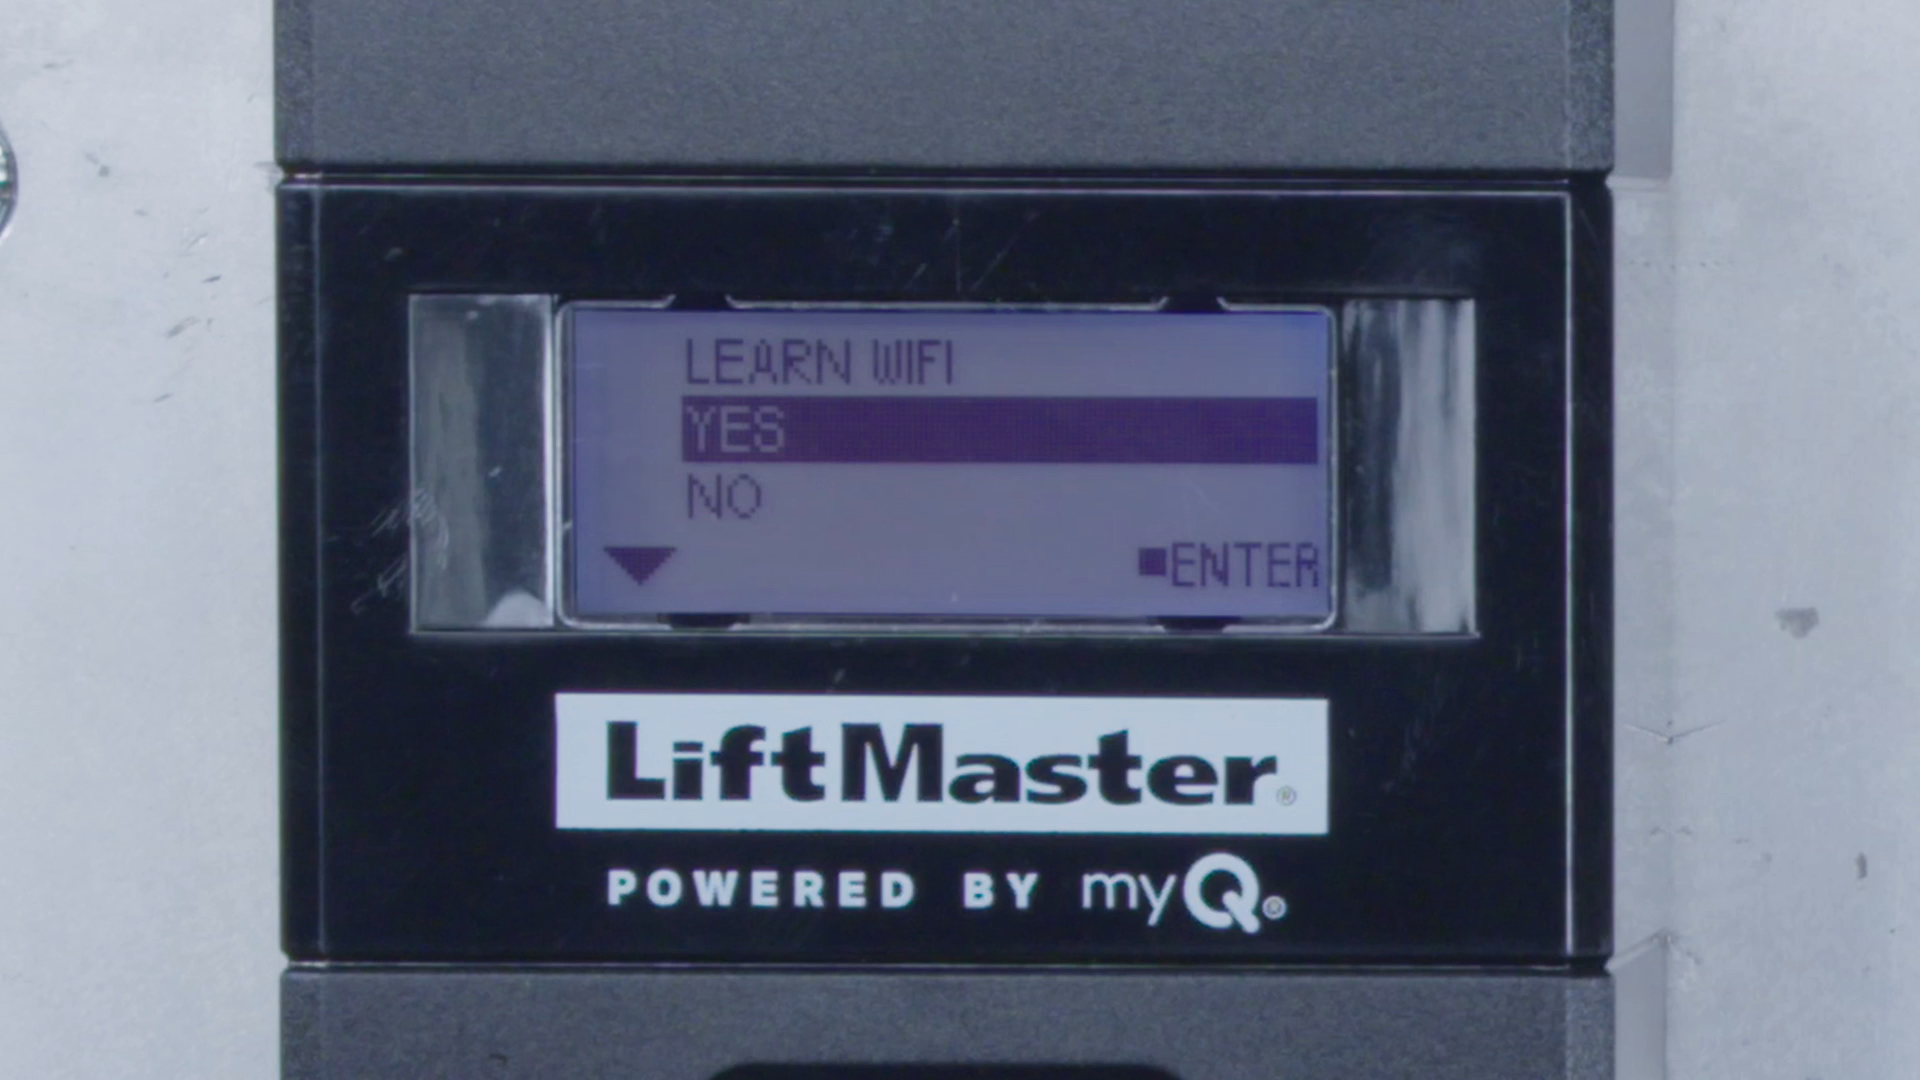 LEARN WIFI
YES
NO
ENTER
LiftMaster®
POWERED BY myQ®